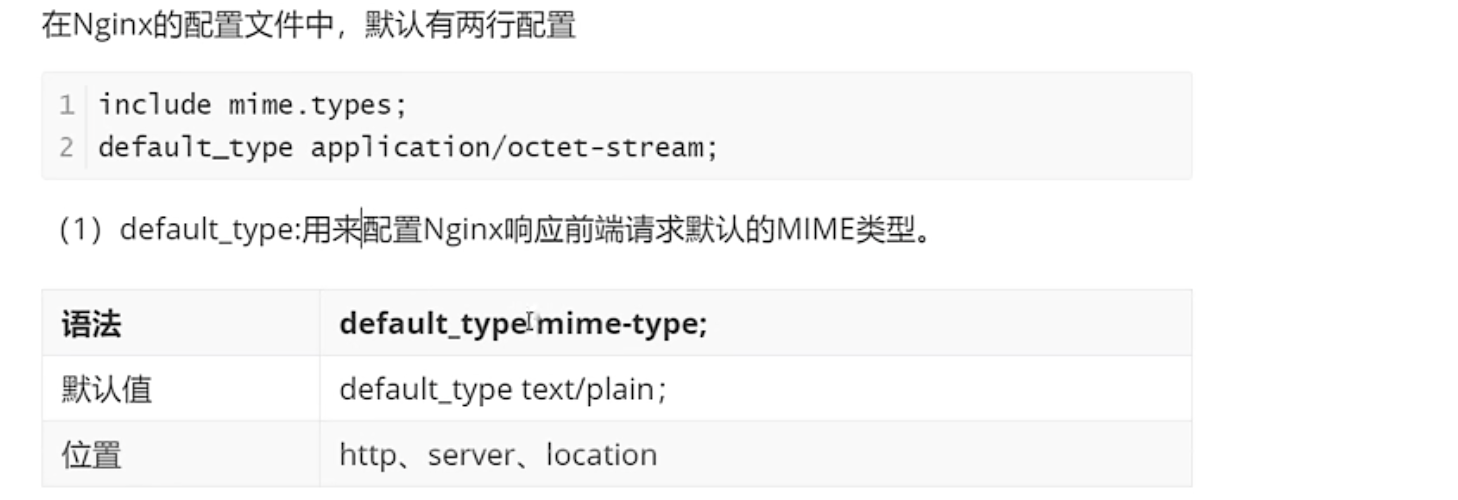 在Nginx的配置文件中，默认有两行配置
1 include mime.types;
2 default_type application/octet-stream;
（1）default_type:用来配置Nginx响应前端请求默认的MIME类型。
语法 default_type mime-type;
默认值 default_type text/plain；
位置 http、server、location